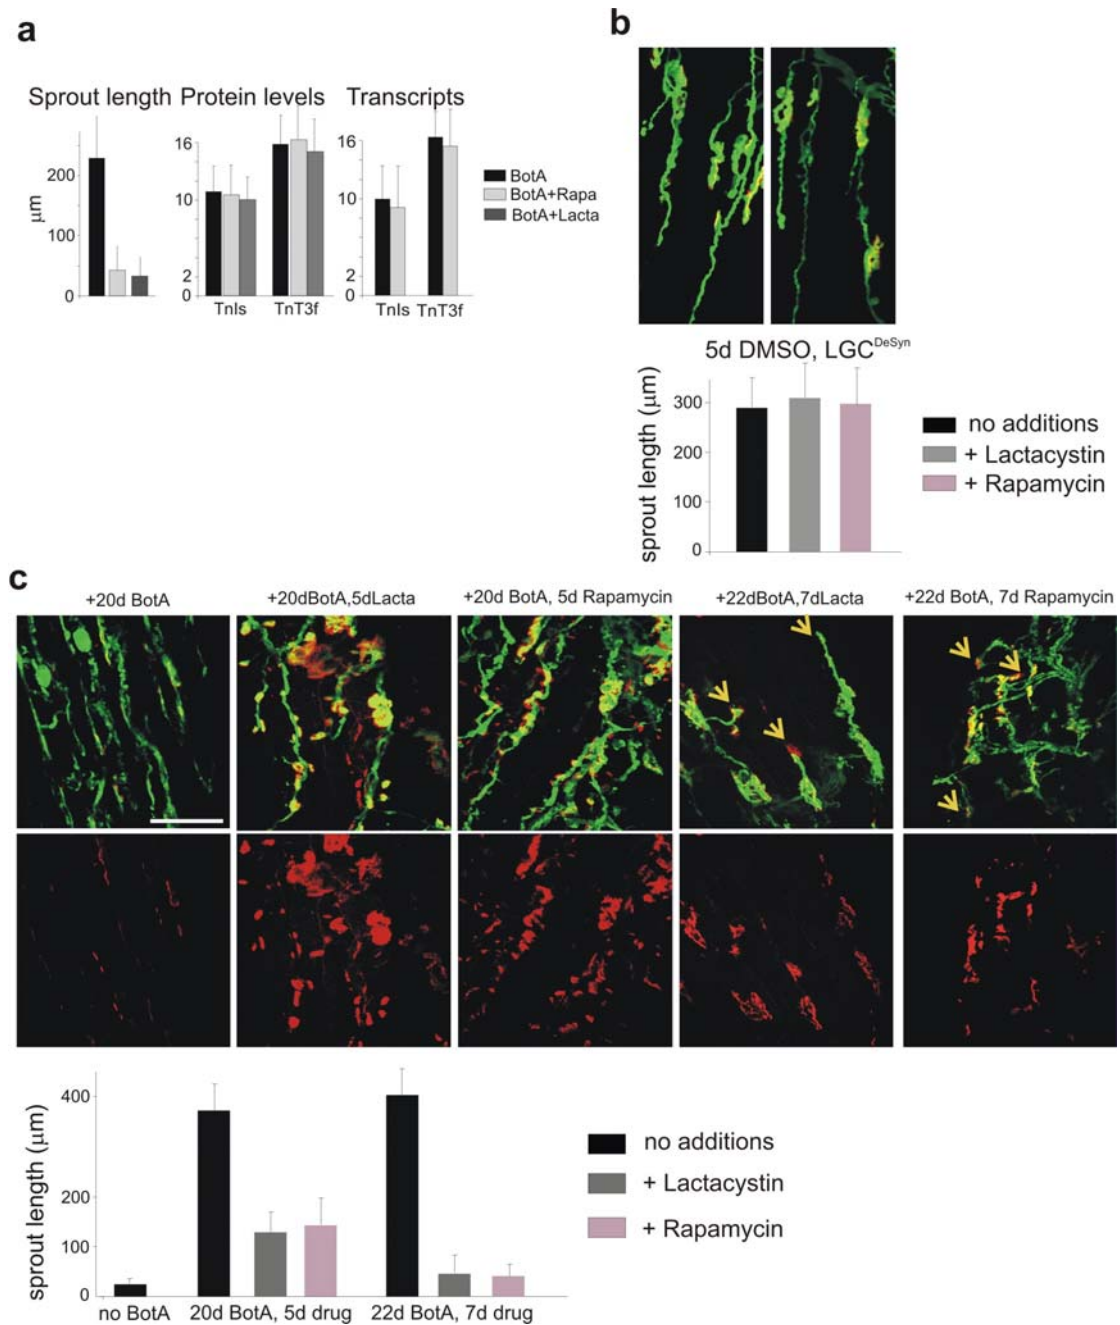 a
Sprout length Protein levels Transcripts
µm
200
100
0
16
10
2
0
TnIs TnT3f
16
10
2
0
TnIs TnT3f
BotA
BotA+Rapa
BotA+Lacta
b
5d DMSO, LGC DeSyn
sprout length (µm)
300
200
100
0
no additions
+ Lactacystin
+ Rapamycin
c
+20d BotA
+20dBotA,5dLacta
+20d BotA, 5d Rapamycin
+22dBotA,7dLacta
+22d BotA, 7d Rapamycin
sprout length (µm)
400
200
100
0
no BotA 20d BotA, 5d drug 22d BotA, 7d drug
no additions
+ Lactacystin
+ Rapamycin